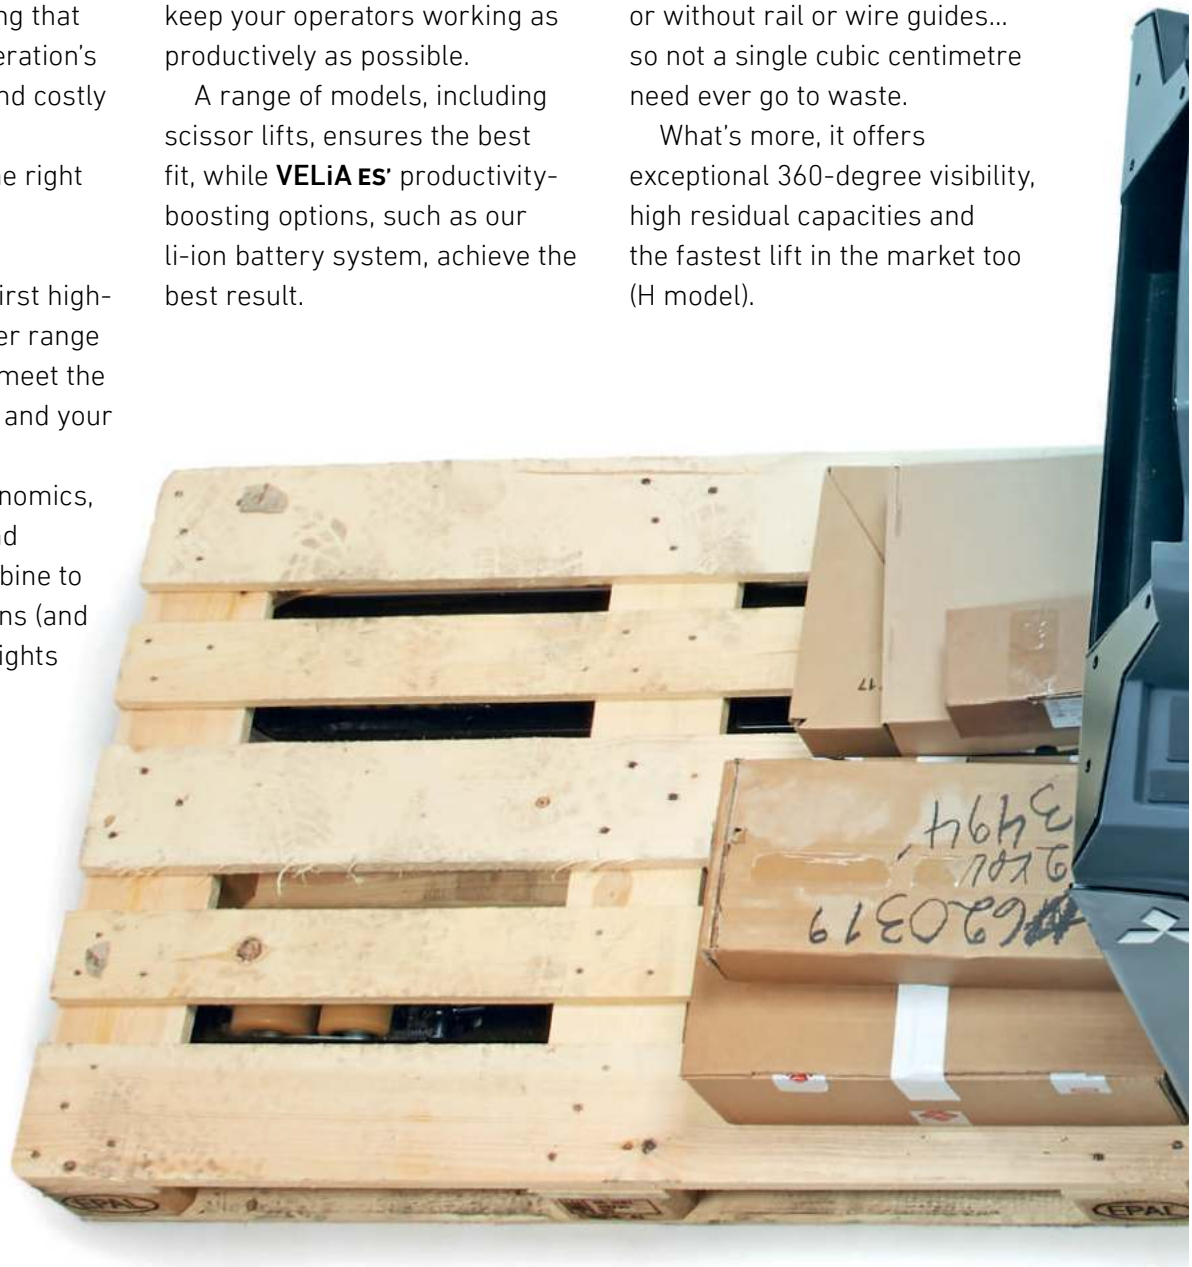 ng that
eration's
nd costly
e right
irst high-
er range
meet the
and your
nomics,
nd
bine to
ns (and
ights
keep your operators working as
productively as possible.
A range of models, including
scissor lifts, ensures the best
fit, while VELiA ES’ productivity-
boosting options, such as our
li-ion battery system, achieve the
best result.
or without rail or wire guides…
so not a single cubic centimetre
need ever go to waste.
What’s more, it offers
exceptional 360-degree visibility,
high residual capacities and
the fastest lift in the market too
(H model).
17
620319
3494
EPAL
EPAL